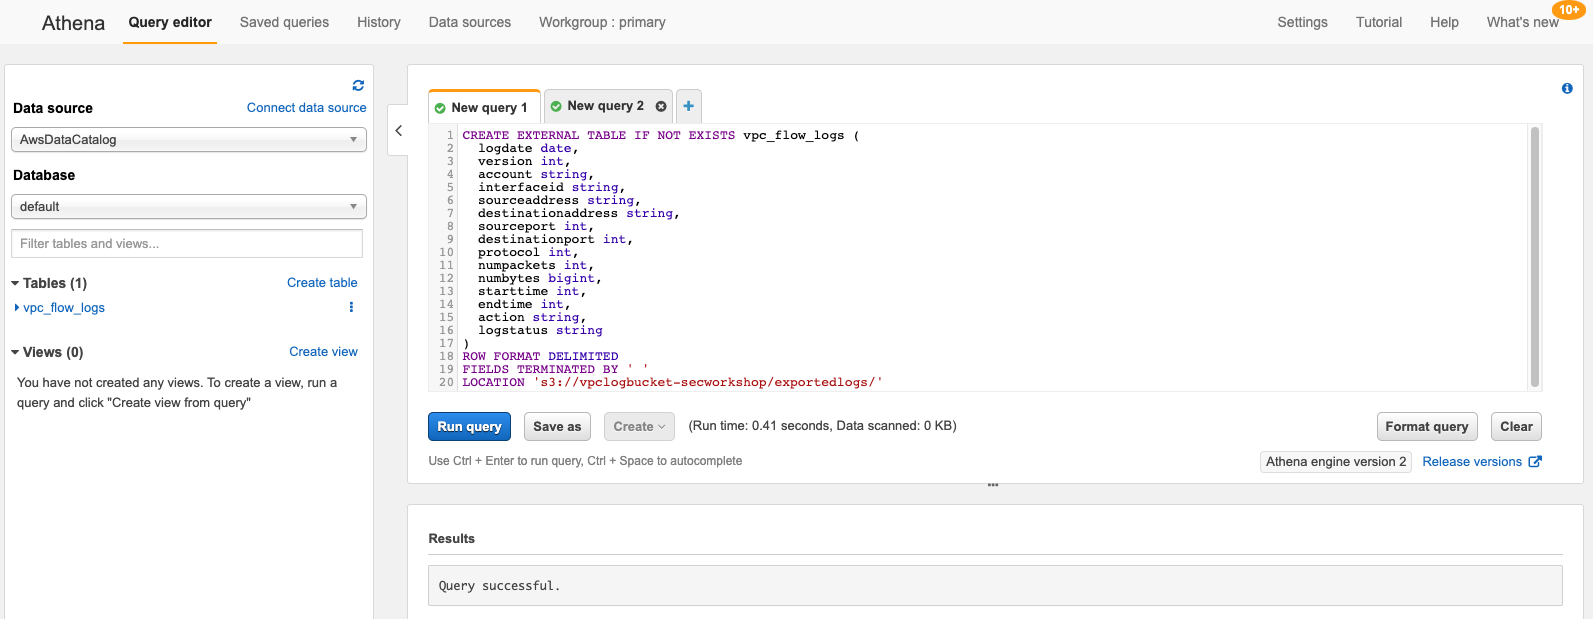 Athena
Query editor
Saved queries
History
Data sources
Workgroup : primary
Settings
Tutorial
Help
What's new
10+
Data source
Connect data source
AwsDataCatalog
Database
default
Filter tables and views...
Tables (1)
Create table
vpc_flow_logs
Views (0)
Create view
You have not created any views. To create a view, run a
query and click "Create view from query"
New query 1
New query 2
1 CREATE EXTERNAL TABLE IF NOT EXISTS vpc_flow_logs (
2 logdate date,
3 version int,
4 account string,
5 interfaceid string,
6 sourceaddress string,
7 destinationaddress string,
8 sourceport int,
9 destinationport int,
10 protocol int,
11 numpackets int,
12 numbytes bigint,
13 starttime int,
14 endtime int,
15 action string,
16 logstatus string
17 )
18 ROW FORMAT DELIMITED
19 FIELDS TERMINATED BY ' '
20 LOCATION 's3://vpclogbucket-secworkshop/exportedlogs/'
Run query
Save as
Create
(Run time: 0.41 seconds, Data scanned: 0 KB)
Format query
Clear
Use Ctrl + Enter to run query, Ctrl + Space to autocomplete
Athena engine version 2
Release versions
Results
Query successful.